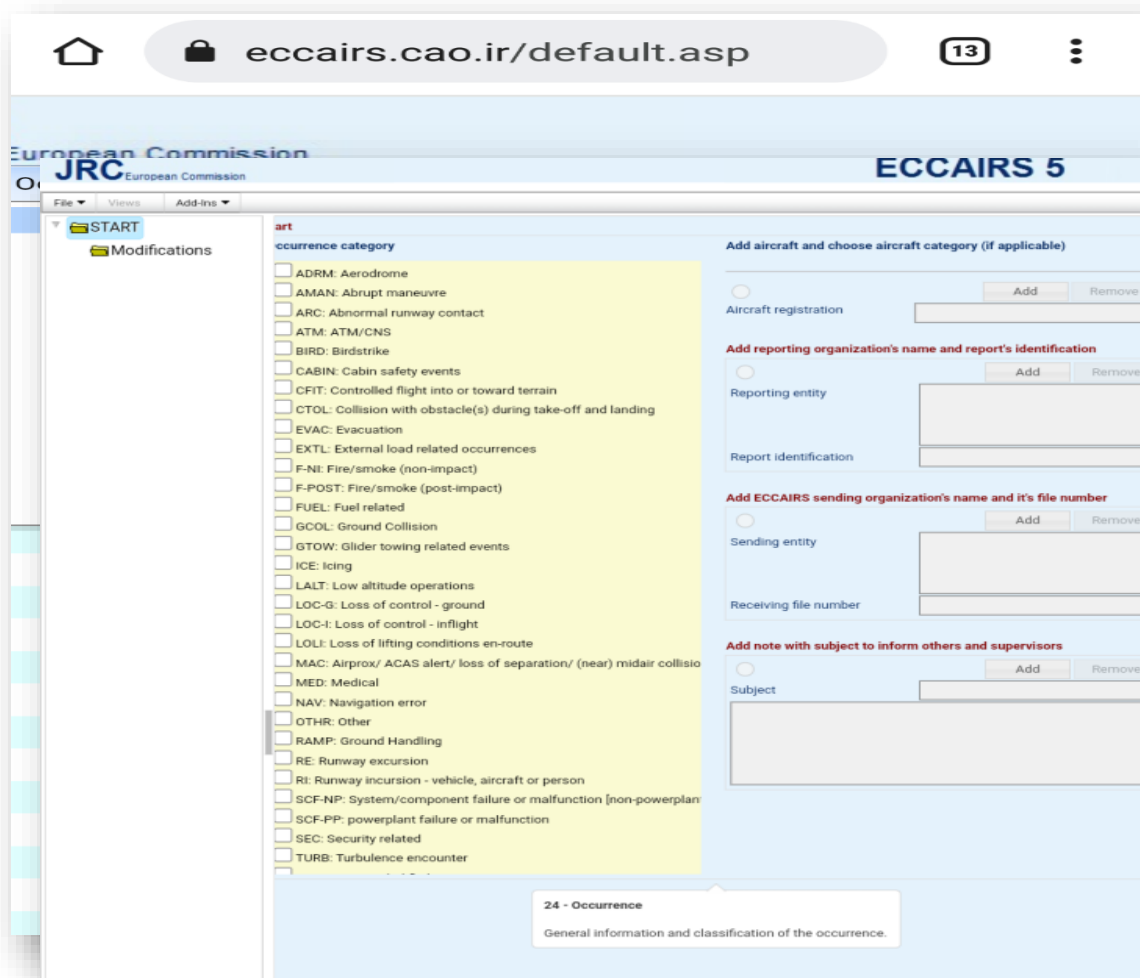 eccairs.cao.ir/default.asp
13
European Commission
JRC European Commission
ECCAIRS 5
File Views Add-Ins
START
Modifications
art
ccurrence category
ADRM: Aerodrome
AMAN: Abrupt maneuvre
ARC: Abnormal runway contact
ATM: ATM/CNS
BIRD: Birdstrike
CABIN: Cabin safety events
CFIT: Controlled flight into or toward terrain
CTOL: Collision with obstacle(s) during take-off and landing
EVAC: Evacuation
EXTL: External load related occurrences
F-NI: Fire/smoke (non-impact)
F-POST: Fire/smoke (post-impact)
FUEL: Fuel related
GCOL: Ground Collision
GTOW: Glider towing related events
ICE: Icing
LALT: Low altitude operations
LOC-G: Loss of control - ground
LOC-I: Loss of control - inflight
LOLI: Loss of lifting conditions en-route
MAC: Airprox/ ACAS alert/ loss of separation/ (near) midair collisio
MED: Medical
NAV: Navigation error
OTHR: Other
RAMP: Ground Handling
RE: Runway excursion
RI: Runway incursion - vehicle, aircraft or person
SCF-NP: System/component failure or malfunction [non-powerplan
SCF-PP: powerplant failure or malfunction
SEC: Security related
TURB: Turbulence encounter
Add aircraft and choose aircraft category (if applicable)
Add Remove
Aircraft registration
Add reporting organization's name and report's identification
Add Remove
Reporting entity
Report identification
Add ECCAIRS sending organization's name and it's file number
Add Remove
Sending entity
Receiving file number
Add note with subject to inform others and supervisors
Add Remove
Subject
24 - Occurrence
General information and classification of the occurrence.